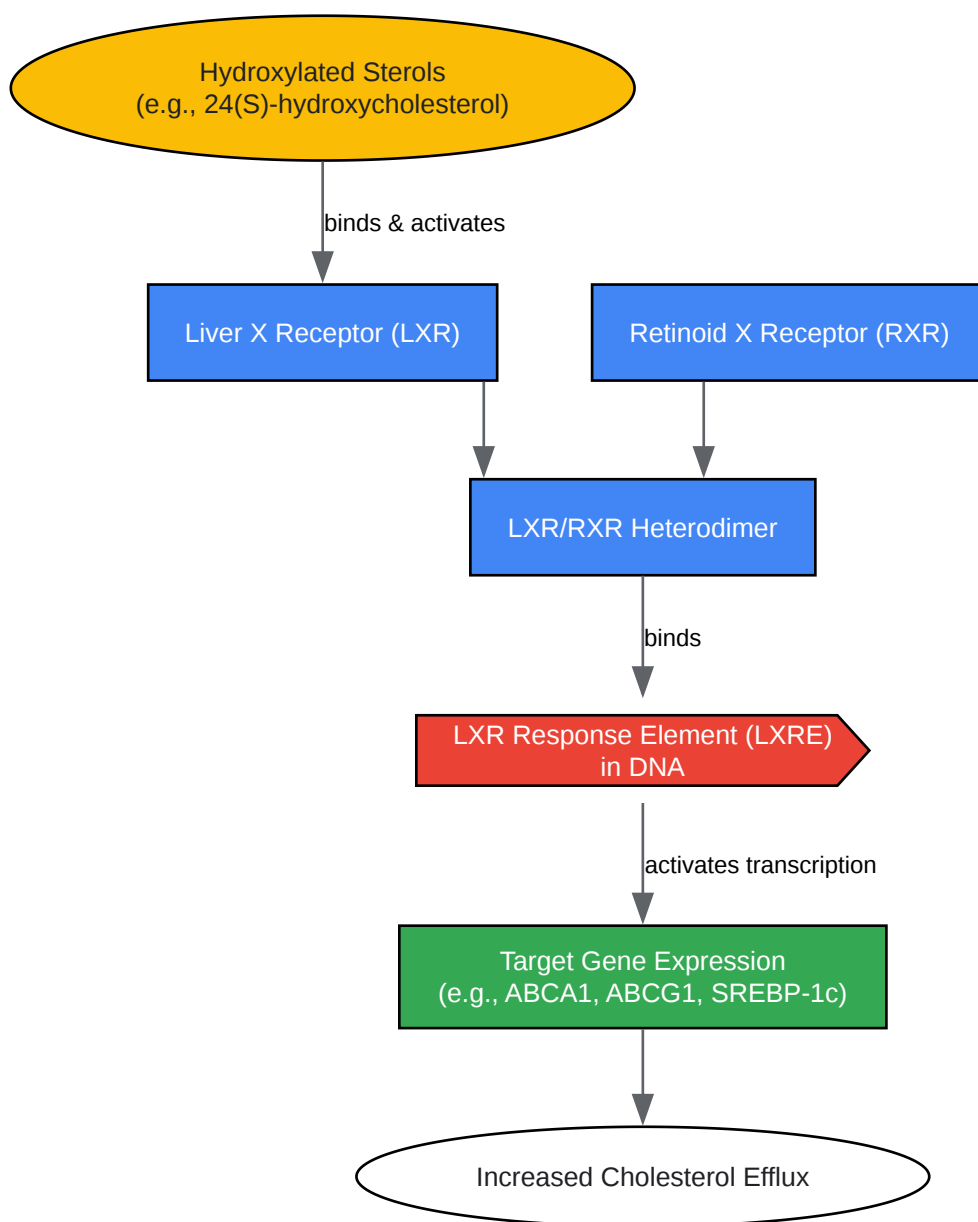 Hydroxylated Sterols
(e.g., 24(S)-hydroxycholesterol)
binds & activates
Liver X Receptor (LXR)
Retinoid X Receptor (RXR)
LXR/RXR Heterodimer
binds
LXR Response Element (LXRE)
in DNA
activates transcription
Target Gene Expression
(e.g., ABCA1, ABCG1, SREBP-1c)
Increased Cholesterol Efflux